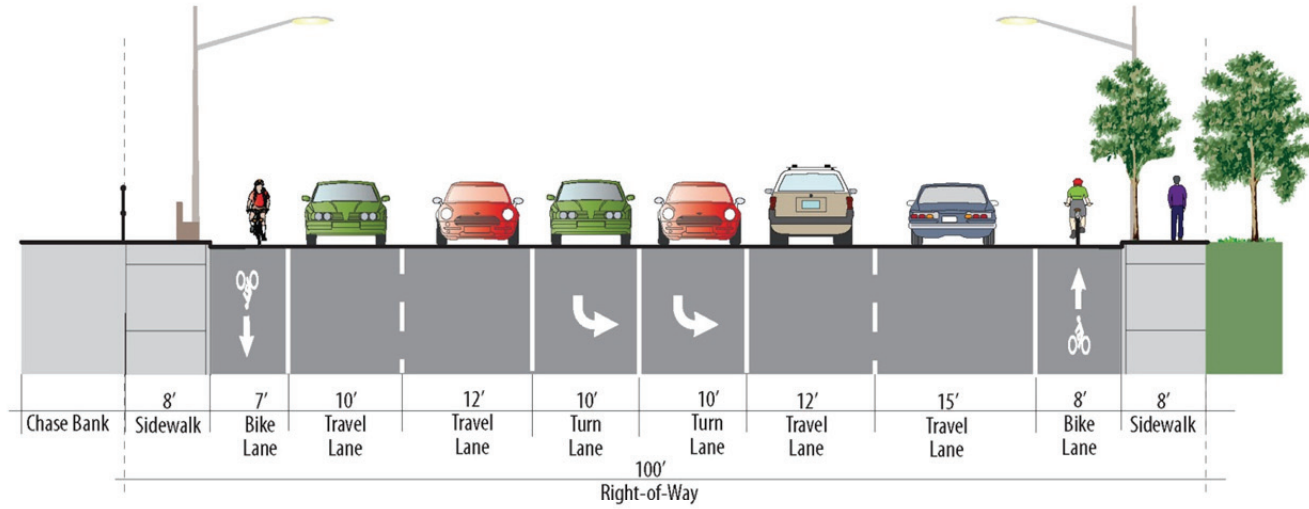 8’ 7’ 10’ 12’ 10’ 10’ 12’ 15’ 8’ 8’
Chase Bank Sidewalk Bike Travel Travel Turn Turn Travel Travel Bike Sidewalk
Lane Lane Lane Lane Lane Lane Lane Lane
100’
Right-of-Way